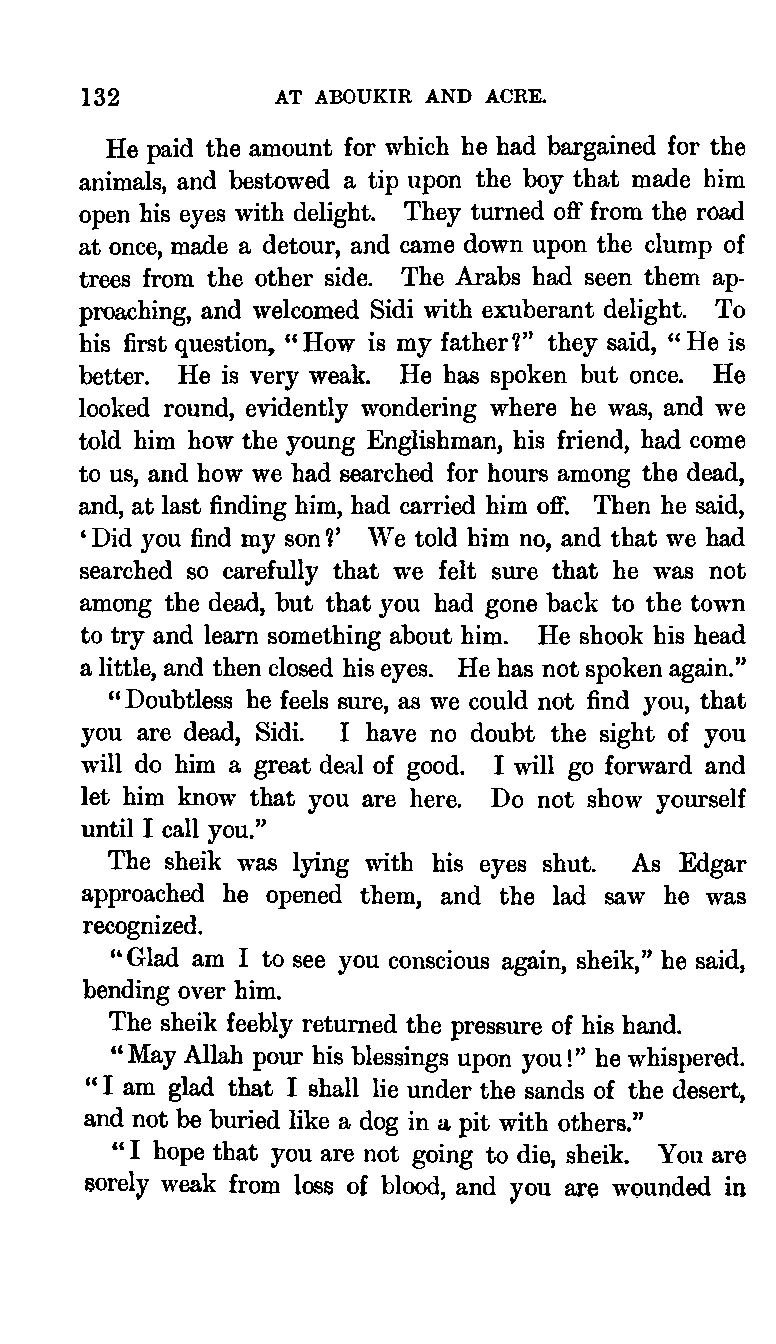 132 AT ABOUKIR AND ACRE.
He paid the amount for which he had bargained for the
animals, and bestowed a tip upon the boy that made him
open his eyes with delight. They turned off from the road
at once, made a detour, and came down upon the clump of
trees from the other side. The Arabs had seen them ap-
proaching, and welcomed Sidi with exuberant delight. To
his first question, "How is my father?" they said, "He is
better. He is very weak. He has spoken but once. He
looked round, evidently wondering where he was, and we
told him how the young Englishman, his friend, had come
to us, and how we had searched for hours among the dead,
and, at last finding him, had carried him off. Then he said,
'Did you find my son?' We told him no, and that we had
searched so carefully that we felt sure that he was not
among the dead, but that you had gone back to the town
to try and learn something about him. He shook his head
a little, and then closed his eyes. He has not spoken again."
"Doubtless he feels sure, as we could not find you, that
you are dead, Sidi. I have no doubt the sight of you
will do him a great deal of good. I will go forward and
let him know that you are here. Do not show yourself
until I call you."
The sheik was lying with his eyes shut. As Edgar
approached he opened them, and the lad saw he was
recognized.
"Glad am I to see you conscious again, sheik," he said,
bending over him.
The sheik feebly returned the pressure of his hand.
"May Allah pour his blessings upon you!" he whispered.
"I am glad that I shall lie under the sands of the desert,
and not be buried like a dog in a pit with others."
"I hope that you are not going to die, sheik. You are
sorely weak from loss of blood, and you are wounded in